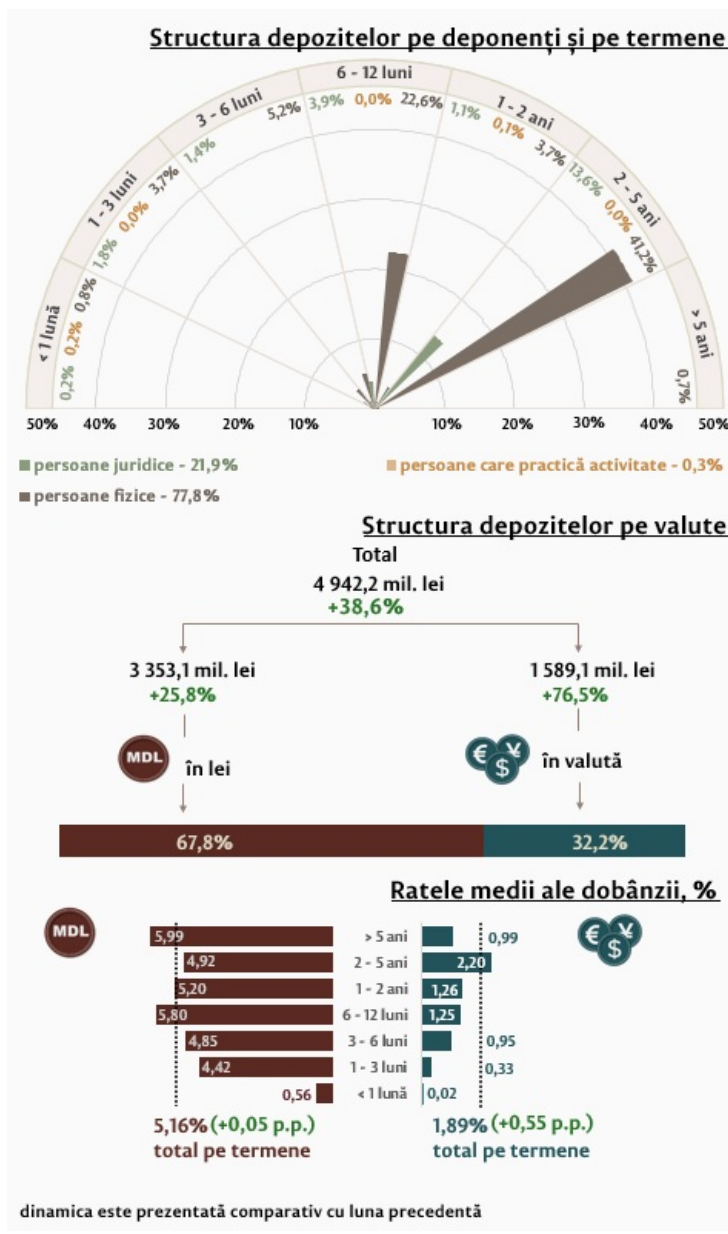 Structura depozitelor pe deponenți și pe termene
< 1 lună
0,2%
0,2%
0,8%
1 - 3 luni
1,8%
0,0%
3,7%
3 - 6 luni
1,4%
5,2%
6 - 12 luni
3,9%
0,0%
22,6%
1 - 2 ani
1,1%
0,1%
3,7%
2 - 5 ani
13,6%
0,0%
41,2%
> 5 ani
0,7%
50% 40% 30% 20% 10% 10% 20% 30% 40% 50%
persoane juridice - 21,9%
persoane care practică activitate - 0,3%
persoane fizice - 77,8%
Structura depozitelor pe valute
Total
4 942,2 mil. lei
+38,6%
3 353,1 mil. lei
+25,8%
1 589,1 mil. lei
+76,5%
MDL
în lei
€ ¥ $
în valută
67,8% 32,2%
Ratele medii ale dobânzii, %
MDL
€ ¥ $
5,99 > 5 ani 0,99
4,92 2 - 5 ani 2,20
5,20 1 - 2 ani 1,26
5,80 6 - 12 luni 1,25
4,85 3 - 6 luni 0,95
4,42 1 - 3 luni 0,33
0,56 < 1 lună 0,02
5,16% (+0,05 p.p.)
total pe termene
1,89% (+0,55 p.p.)
total pe termene
dinamica este prezentată comparativ cu luna precedentă